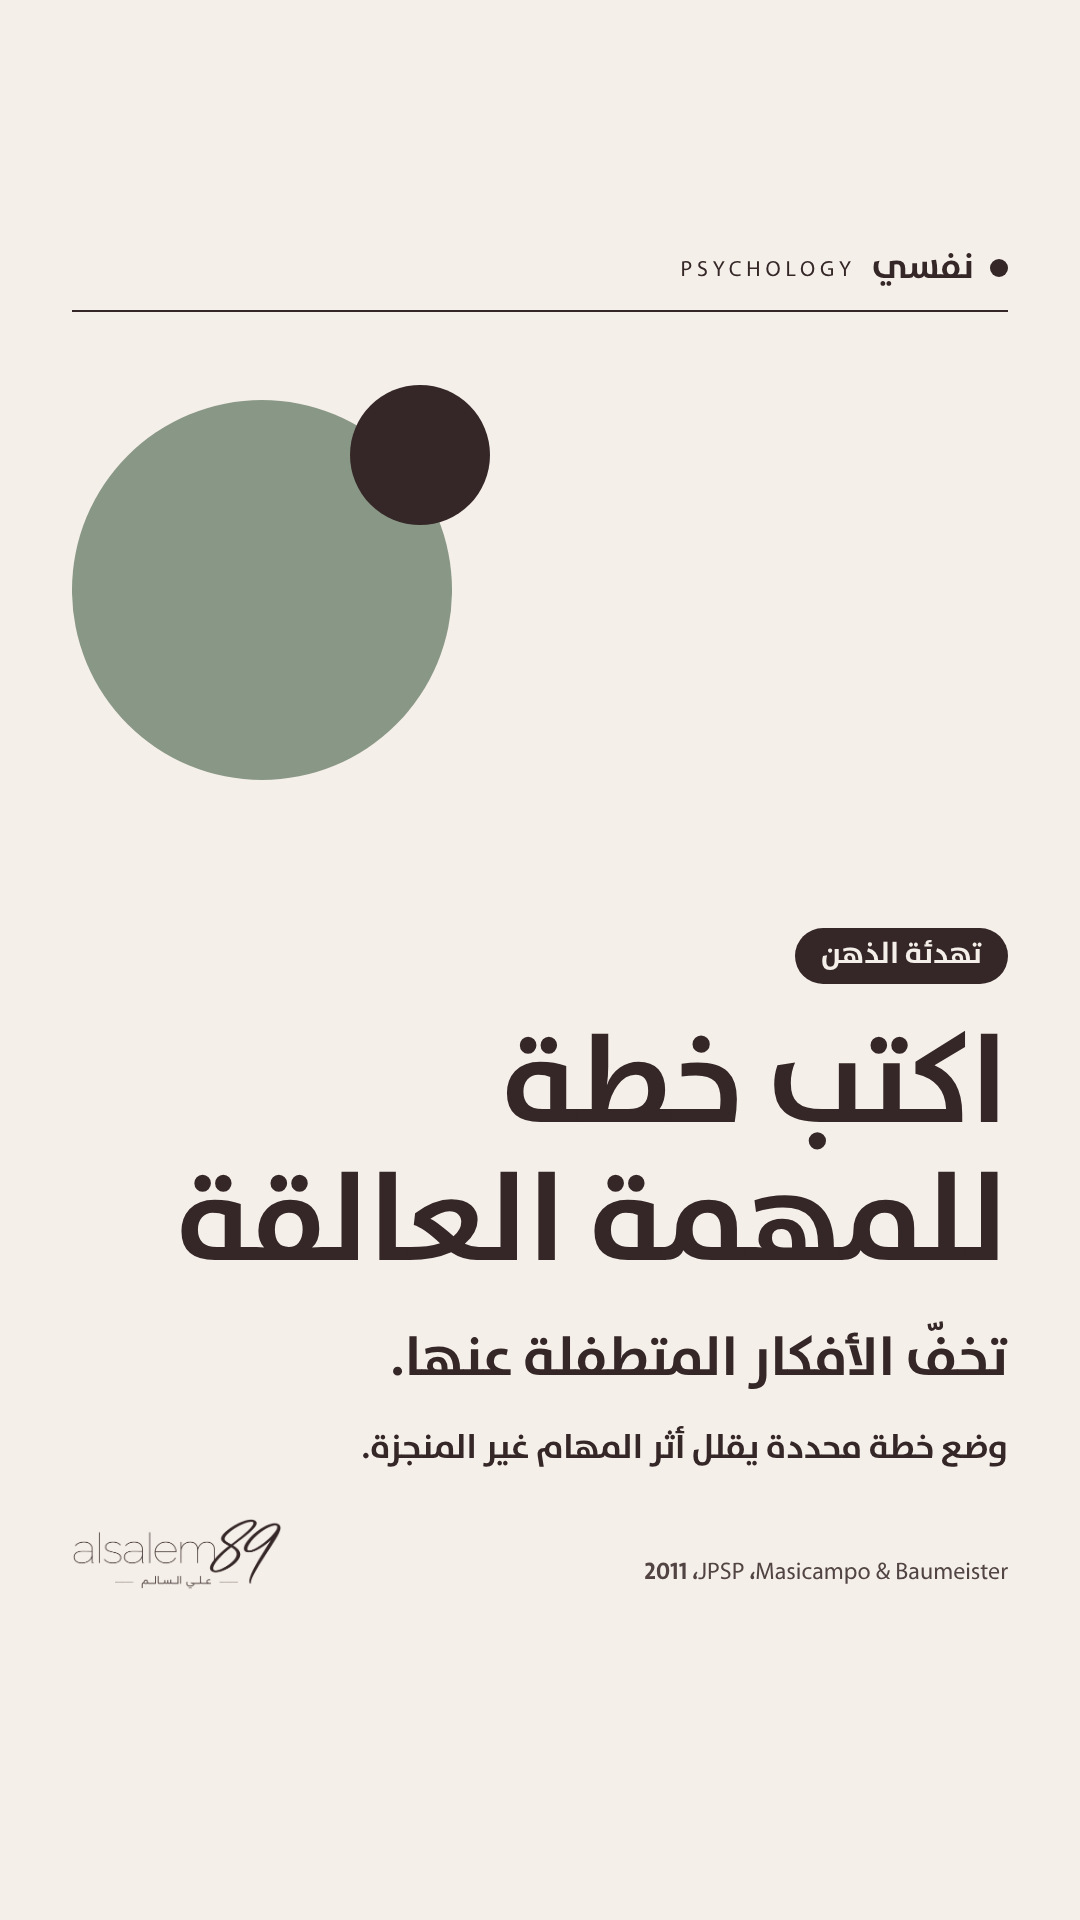 نفسي PSYCHOLOGY
تهدئة الذهن
اكتب خطة
للمهمة العالقة
تخفّ الأفكار المتطفلة عنها.
وضع خطة محددة يقلل أثر المهام غير المنجزة.
Masicampo & Baumeister، JPSP، 2011
alsalem89
علي السالم